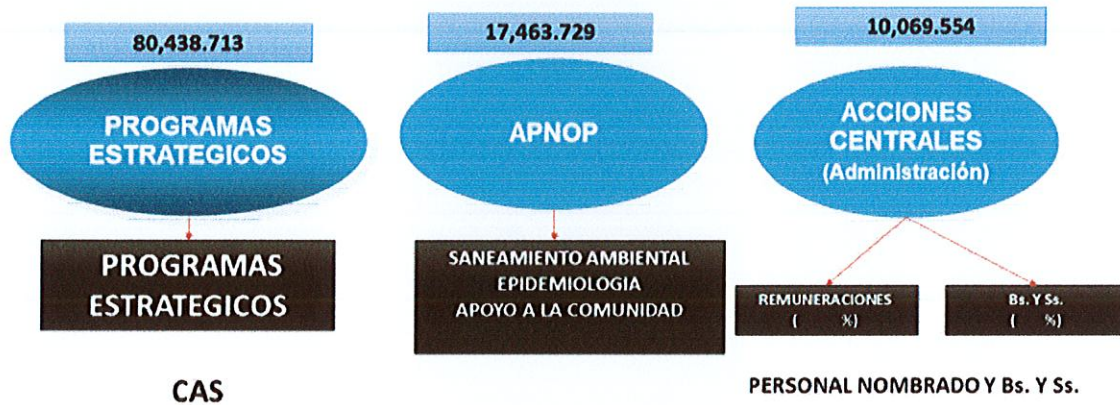 80,438.713
PROGRAMAS
ESTRATEGICOS
PROGRAMAS
ESTRATEGICOS
CAS
17,463.729
APNOP
SANEAMIENTO AMBIENTAL
EPIDEMIOLOGIA
APOYO A LA COMUNIDAD
10,069.554
ACCIONES
CENTRALES
(Administración)
REMUNERACIONES
( %)
Bs. Y Ss.
( %)
PERSONAL NOMBRADO Y Bs. Y Ss.